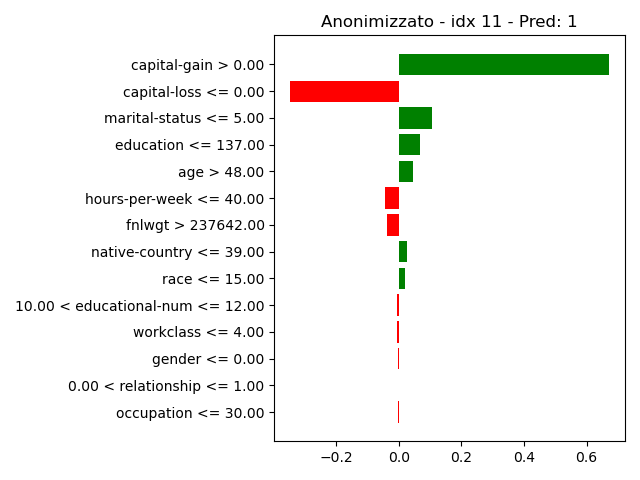 Anonimizzato - idx 11 - Pred: 1
capital-gain > 0.00
capital-loss <= 0.00
marital-status <= 5.00
education <= 137.00
age > 48.00
hours-per-week <= 40.00
fnlwgt > 237642.00
native-country <= 39.00
race <= 15.00
10.00 < educational-num <= 12.00
workclass <= 4.00
gender <= 0.00
0.00 < relationship <= 1.00
occupation <= 30.00
−0.2 0.0 0.2 0.4 0.6